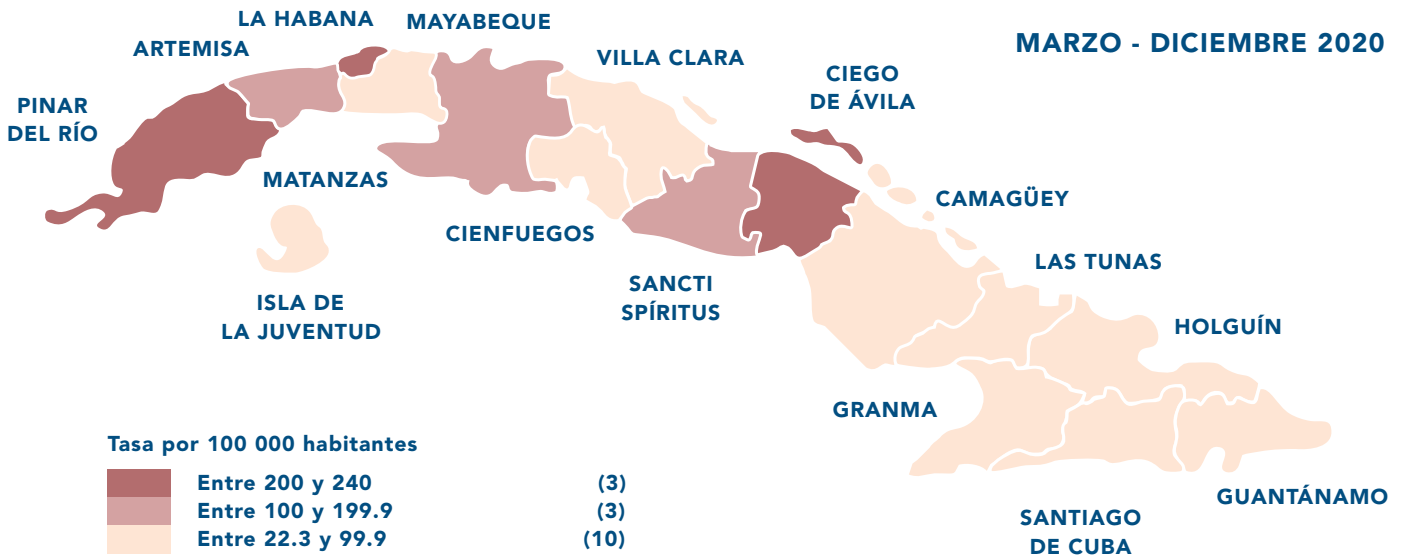 LA HABANA
MAYABEQUE
ARTEMISA
VILLA CLARA
MARZO - DICIEMBRE 2020
CIEGO
DE ÁVILA
PINAR
DEL RÍO
MATANZAS
CAMAGÜEY
CIENFUEGOS
LAS TUNAS
SANCTI
SPÍRITUS
ISLA DE
LA JUVENTUD
HOLGUÍN
GRANMA
Tasa por 100 000 habitantes
Entre 200 y 240 (3)
Entre 100 y 199.9 (3)
Entre 22.3 y 99.9 (10)
GUANTÁNAMO
SANTIAGO
DE CUBA